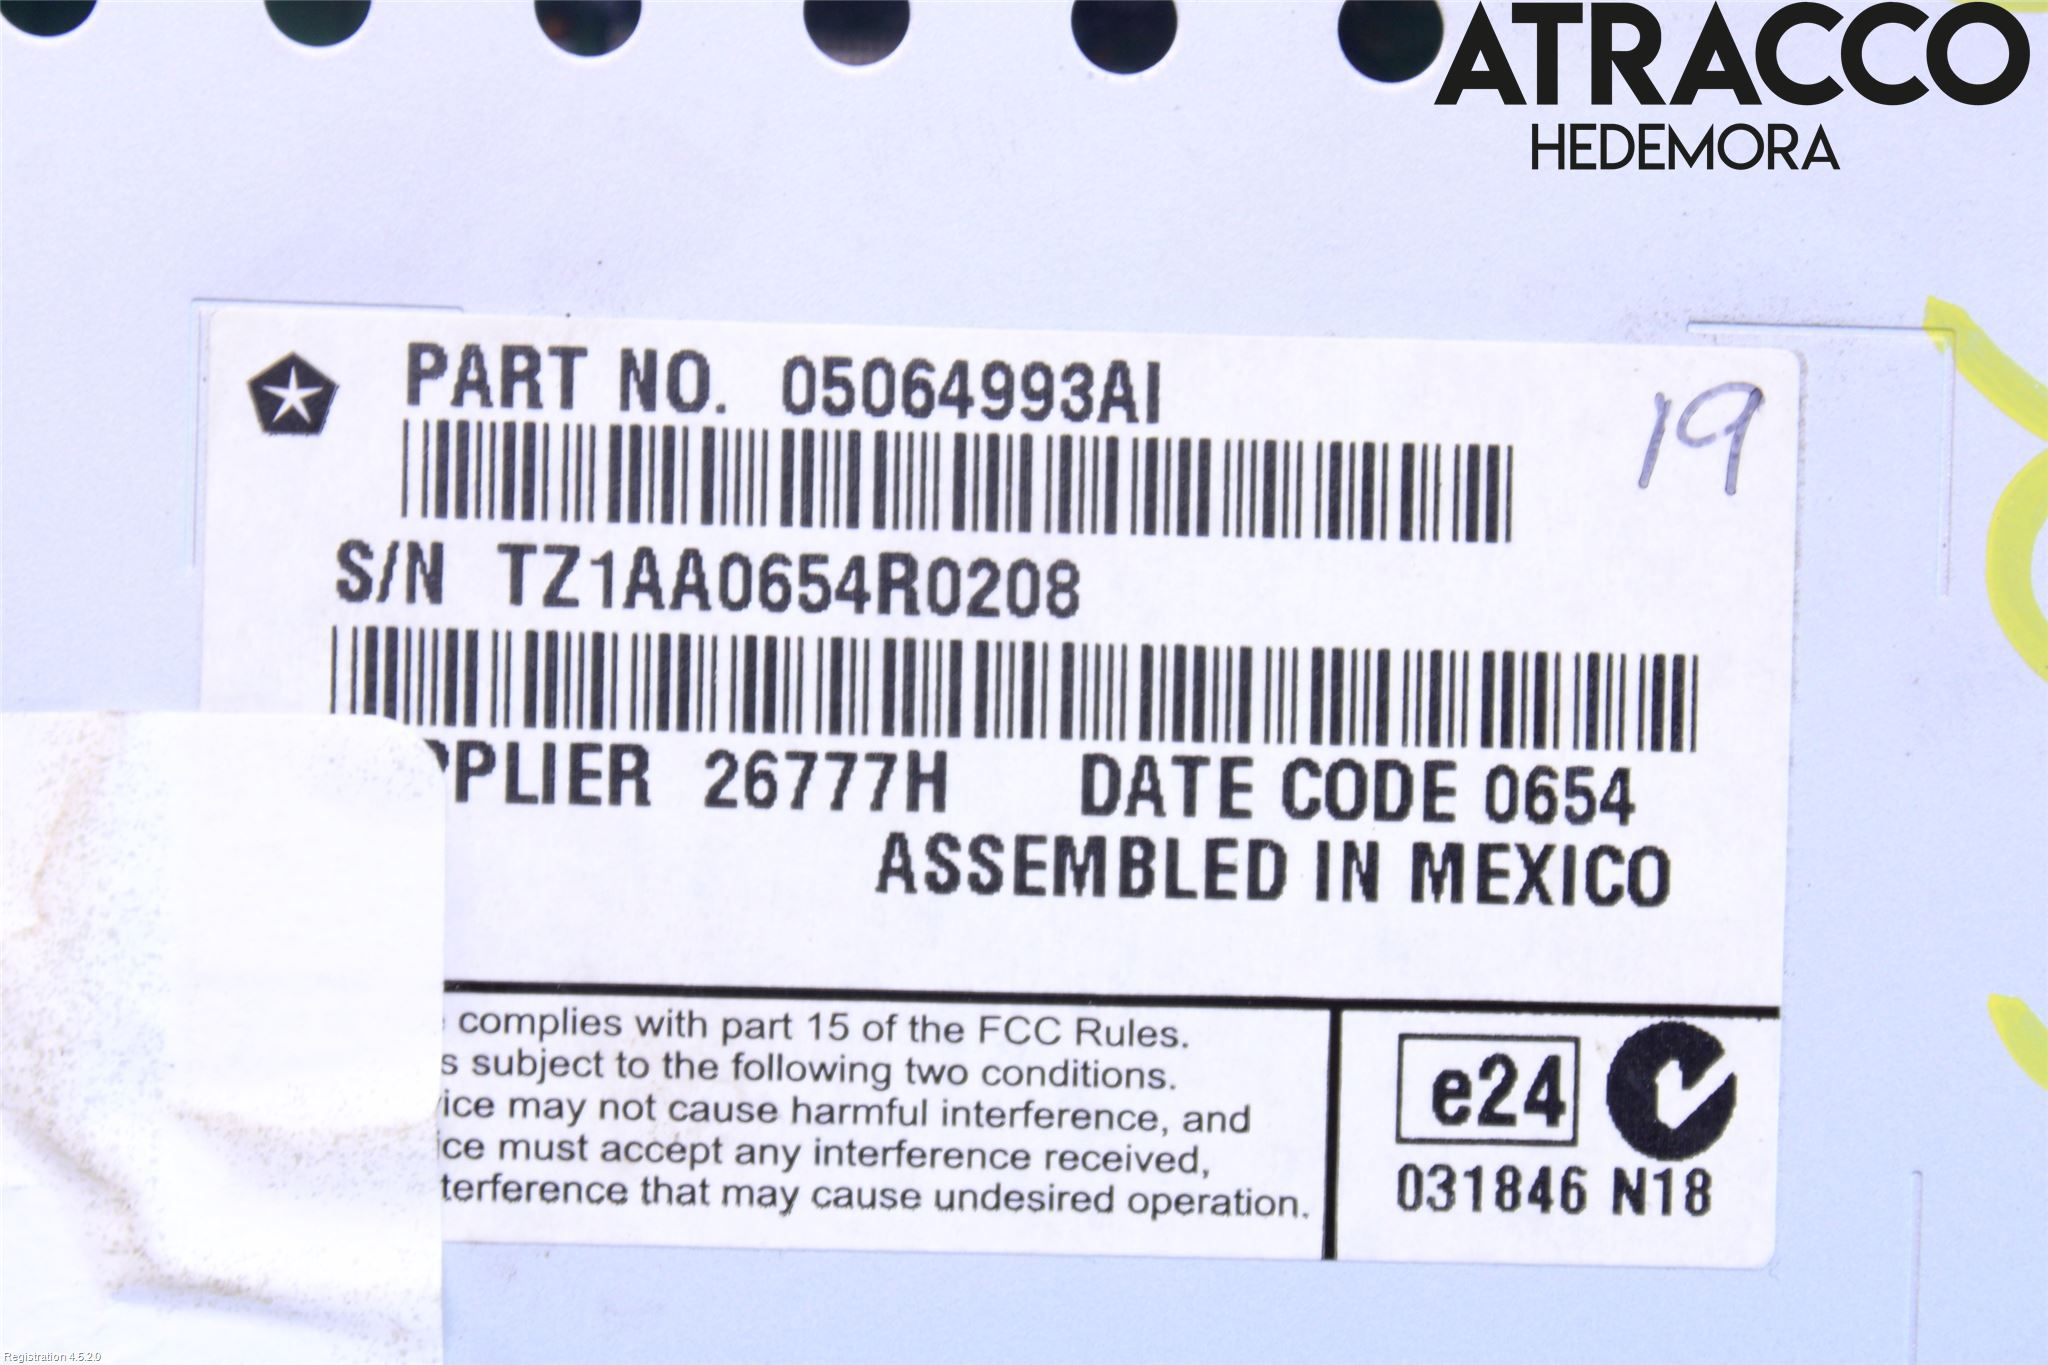 ATRACCO
HEDEMORA
PART NO. 05064993AI
19
S/N TZ1AA0654R0208
PPLIER 26777H DATE CODE 0654
ASSEMBLED IN MEXICO
complies with part 15 of the FCC Rules.
s subject to the following two conditions.
ice may not cause harmful interference, and
ice must accept any interference received,
terference that may cause undesired operation.
e24
031846 N18
Registration 4.5.2.0